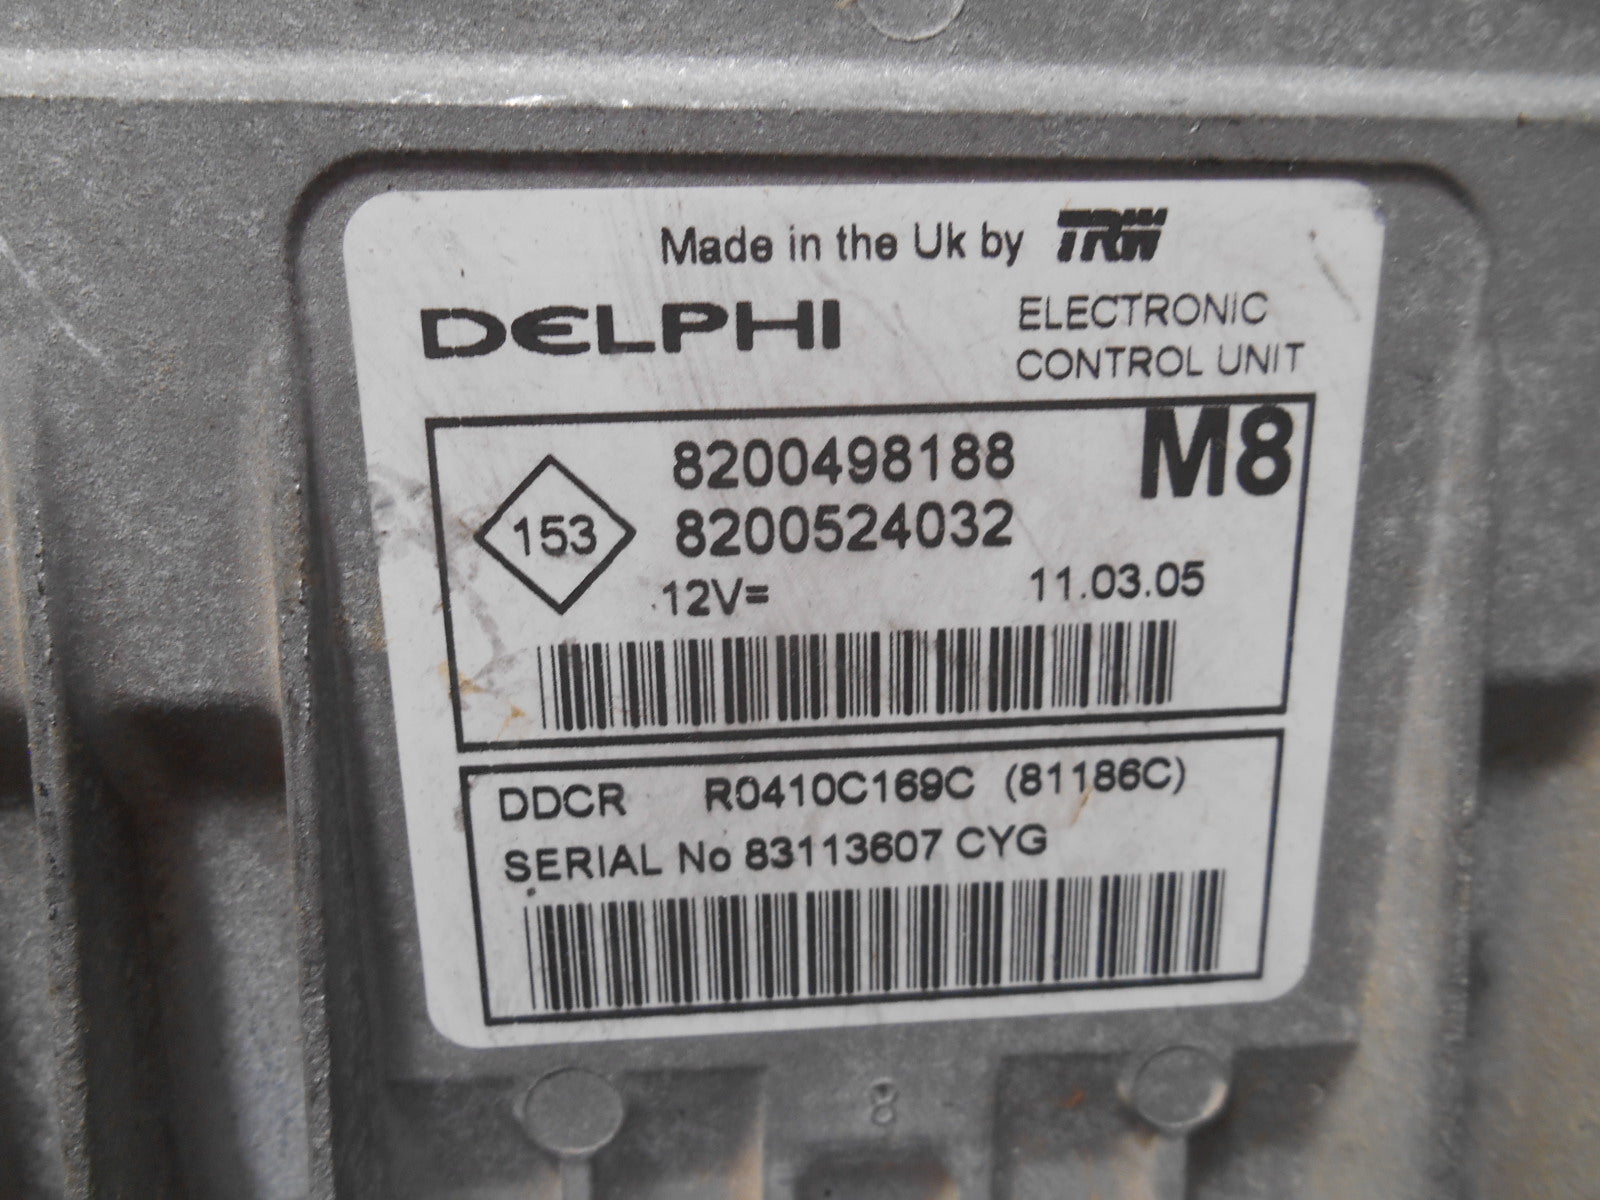 Made in the Uk by TRW
DELPHI
ELECTRONIC
CONTROL UNIT
M8
8200498188
153
8200524032
12V=
11.03.05
DDCR R0410C169C (81186C)
SERIAL No 83113607 CYG
8